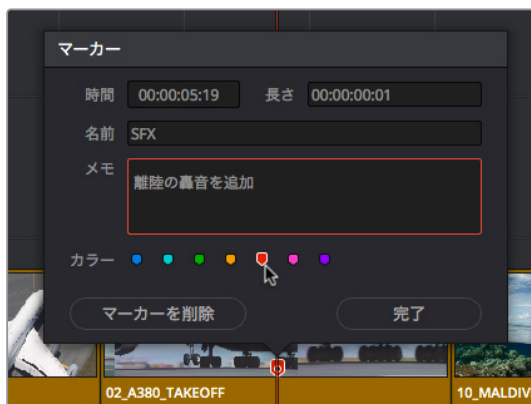 マーカー
時間 00:00:05:19 長さ 00:00:00:01
名前 SFX
メモ
離陸の轟音を追加
カラー
マーカーを削除 完了
02_A380_TAKEOFF 10_MALDIV